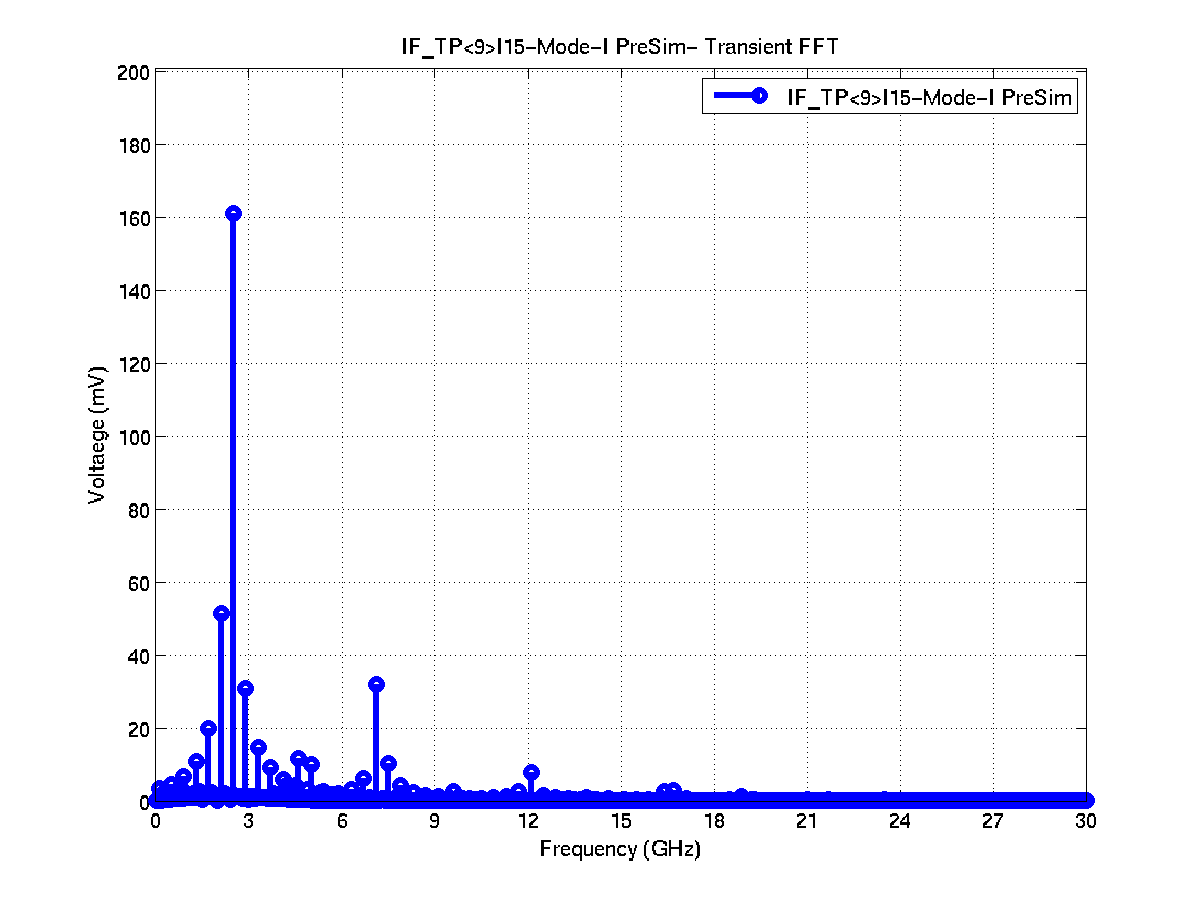 IF_TP<9>I15-Mode-I PreSim- Transient FFT
IF_TP<9>I15-Mode-I PreSim
200
180
160
140
120
100
80
60
40
20
0
Voltaege (mV)
0 3 6 9 12 15 18 21 24 27 30
Frequency (GHz)